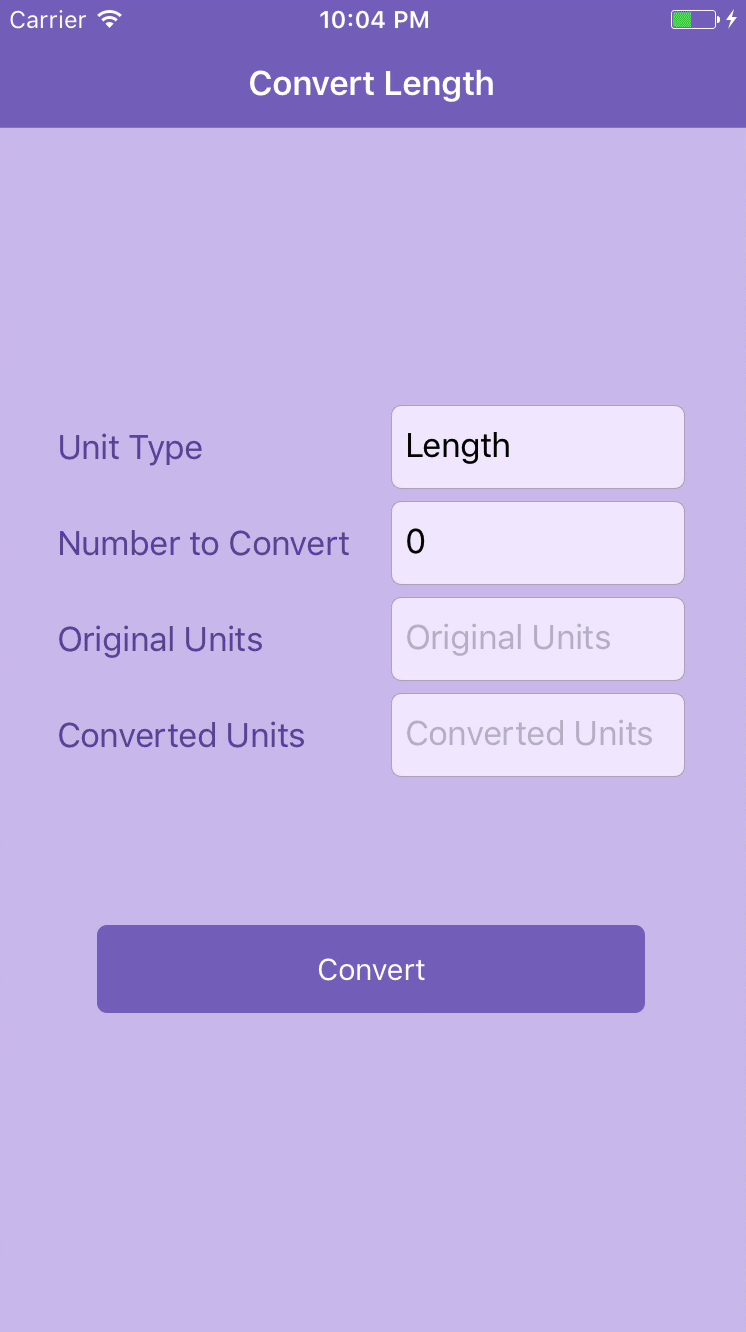 Carrier 10:04 PM
Convert Length
Unit Type Length
Number to Convert 0
Original Units Original Units
Converted Units Converted Units
Convert